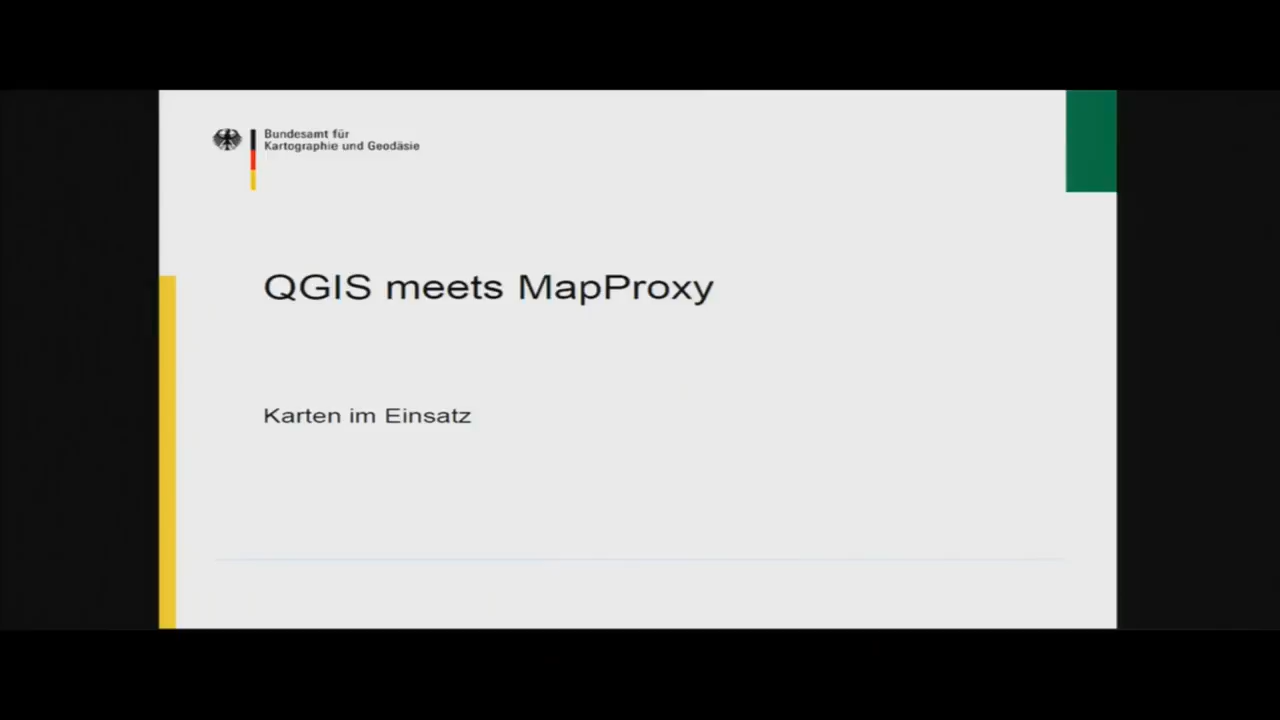 Bundesamt für
Kartographie und Geodäsie
QGIS meets MapProxy
Karten im Einsatz